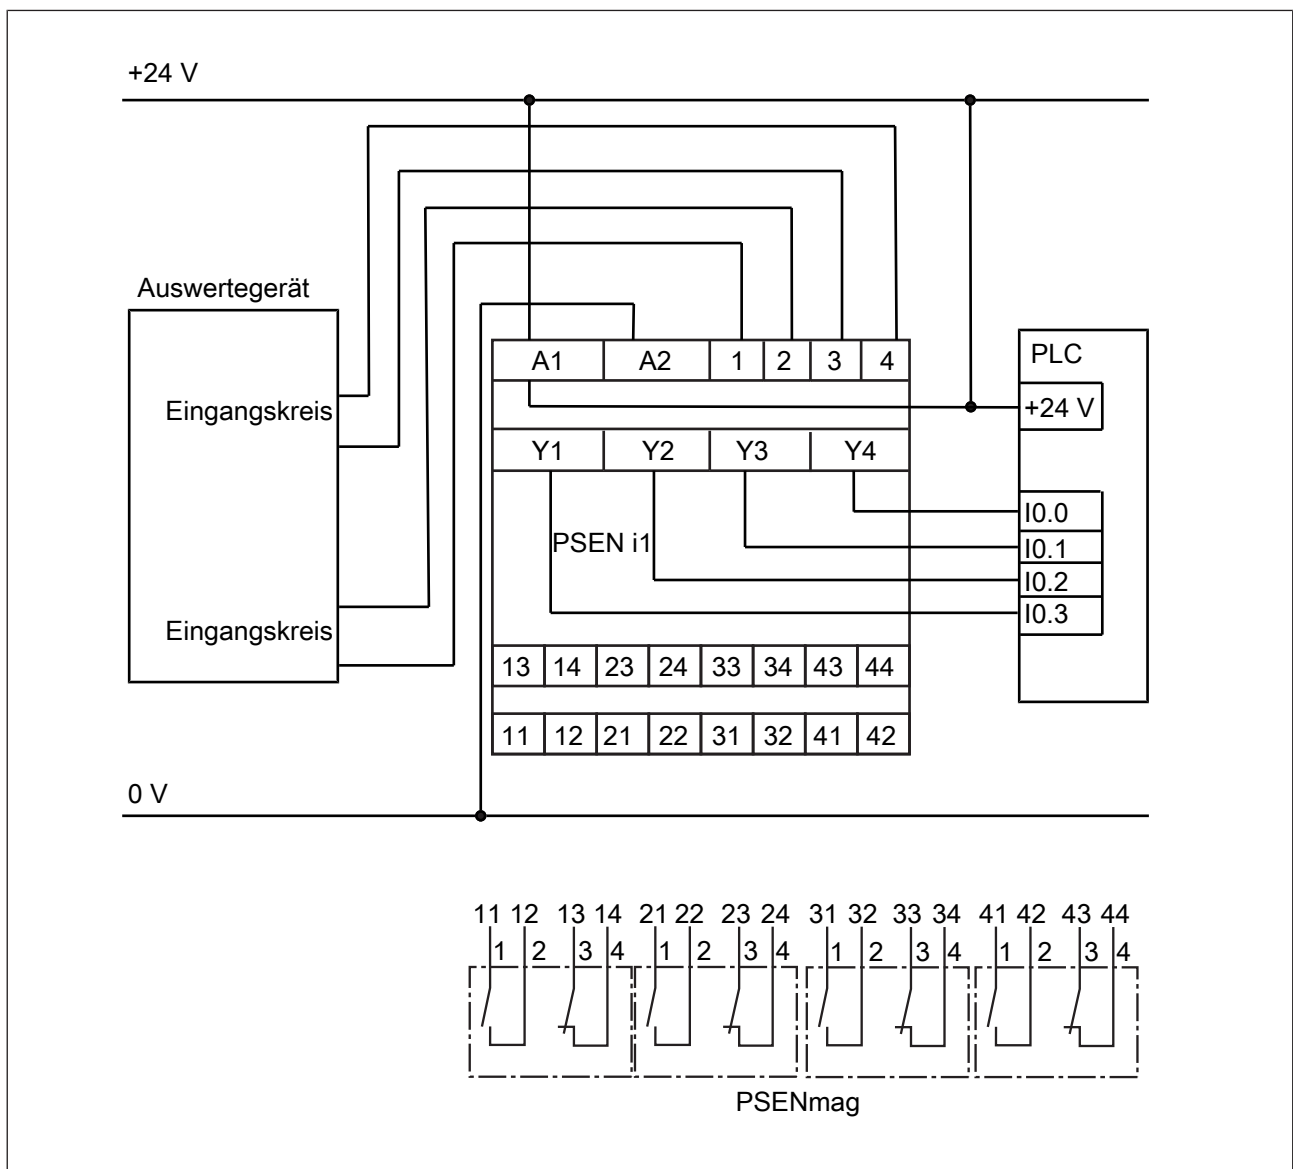 +24 V
Auswertegerät
A1 A2 1 2 3 4
PLC
Eingangskreis
+24 V
Y1 Y2 Y3 Y4
I0.0
PSEN i1
I0.1
I0.2
I0.3
Eingangskreis
13 14 23 24 33 34 43 44
11 12 21 22 31 32 41 42
0 V
11 12 13 14 21 22 23 24 31 32 33 34 41 42 43 44
1 2 3 4 1 2 3 4 1 2 3 4 1 2 3 4
PSENmag